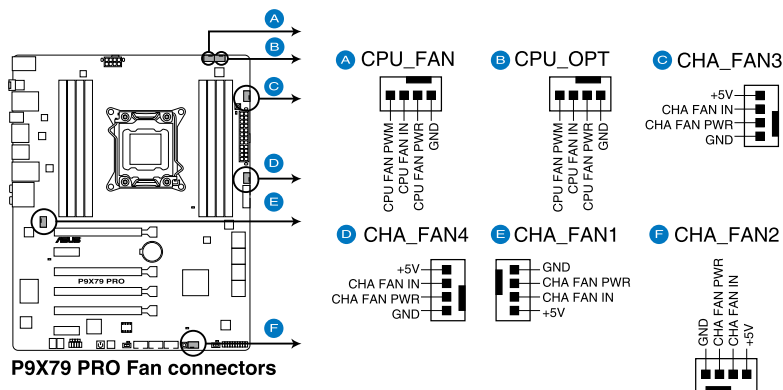 A
B
C
D
E
F
ASUS
P9X79 PRO
P9X79 PRO Fan connectors
A CPU_FAN
CPU FAN PWM
CPU FAN IN
CPU FAN PWR
GND
B CPU_OPT
CPU FAN PWM
CPU FAN IN
CPU FAN PWR
GND
C CHA_FAN3
+5V
CHA FAN IN
CHA FAN PWR
GND
D CHA_FAN4
+5V
CHA FAN IN
CHA FAN PWR
GND
E CHA_FAN1
GND
CHA FAN PWR
CHA FAN IN
+5V
F CHA_FAN2
GND
CHA FAN PWR
CHA FAN IN
+5V